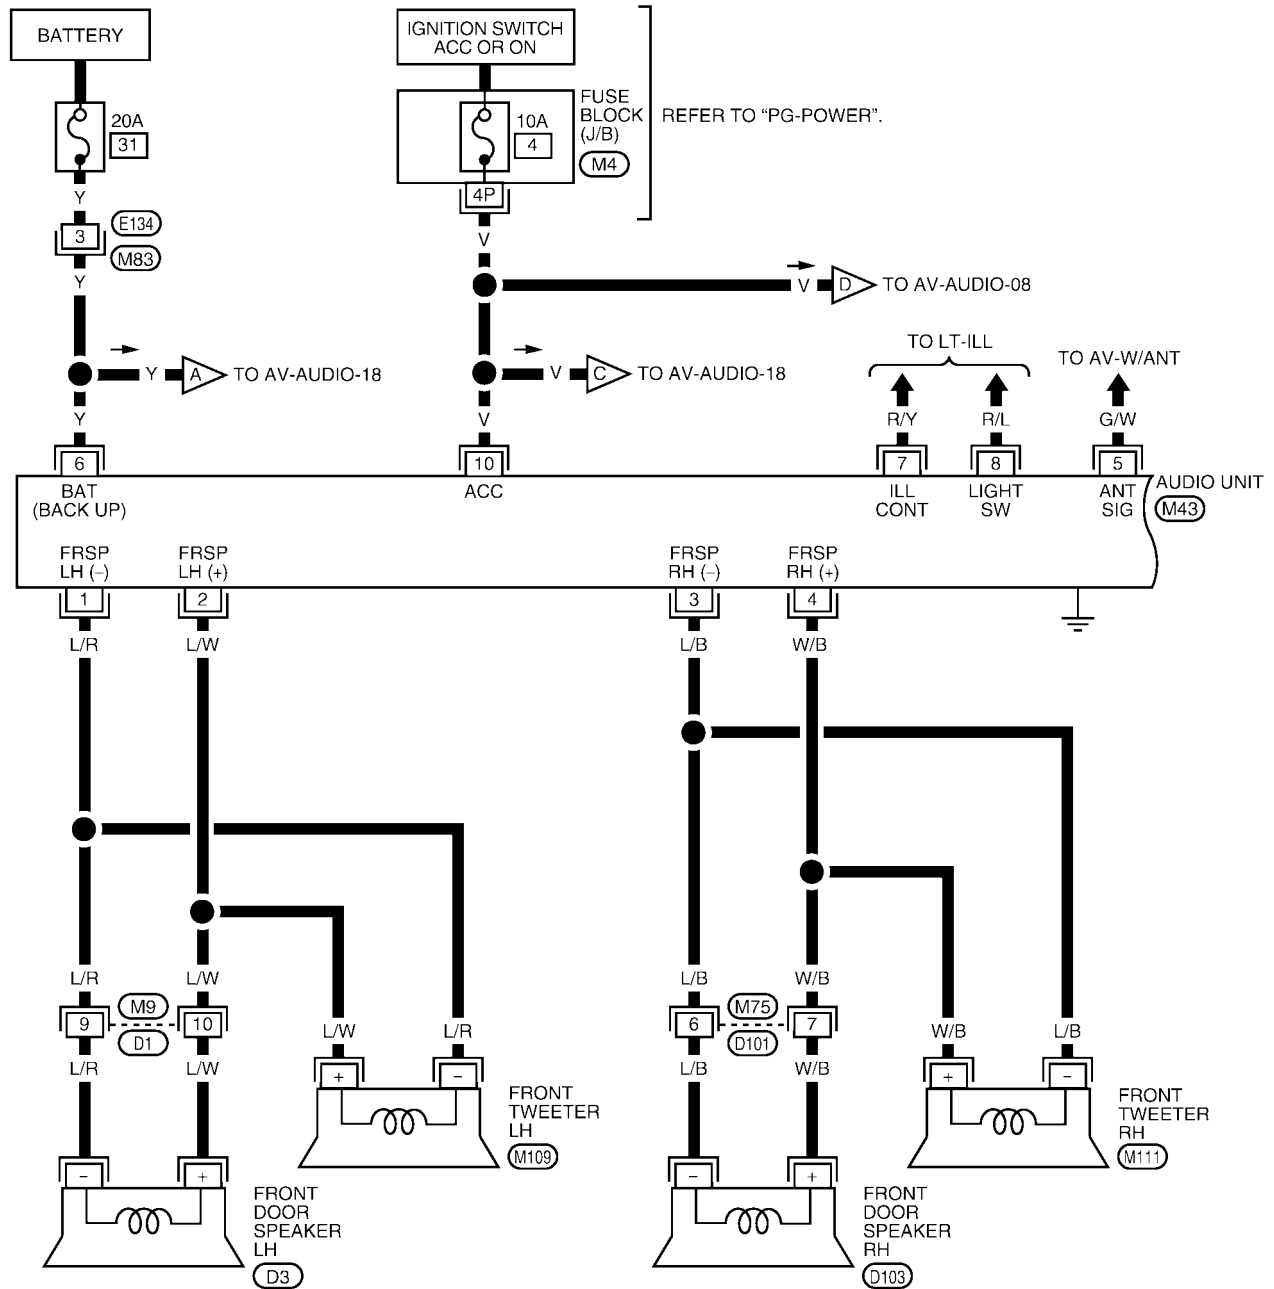 BATTERY
IGNITION SWITCH
ACC OR ON
20A
31
10A
4
FUSE
BLOCK
(J/B)
M4
REFER TO “PG-POWER”.
4P
Y
3
E134
M83
Y
V
V
D
TO AV-AUDIO-08
Y
A
TO AV-AUDIO-18
V
C
TO AV-AUDIO-18
TO LT-ILL
TO AV-W/ANT
Y
V
R/Y
R/L
G/W
6
10
7
8
5
BAT
(BACK UP)
ACC
ILL
CONT
LIGHT
SW
ANT
SIG
AUDIO UNIT
M43
FRSP
LH (–)
FRSP
LH (+)
FRSP
RH (–)
FRSP
RH (+)
1
2
3
4
L/R
L/W
L/B
W/B
L/R
L/W
L/B
W/B
9
M9
D1
10
6
M75
D101
7
L/W
L/R
W/B
L/B
L/R
L/W
L/B
W/B
+
–
+
–
FRONT
TWEETER
LH
M109
FRONT
TWEETER
RH
M111
–
+
–
+
FRONT
DOOR
SPEAKER
LH
D3
FRONT
DOOR
SPEAKER
RH
D103